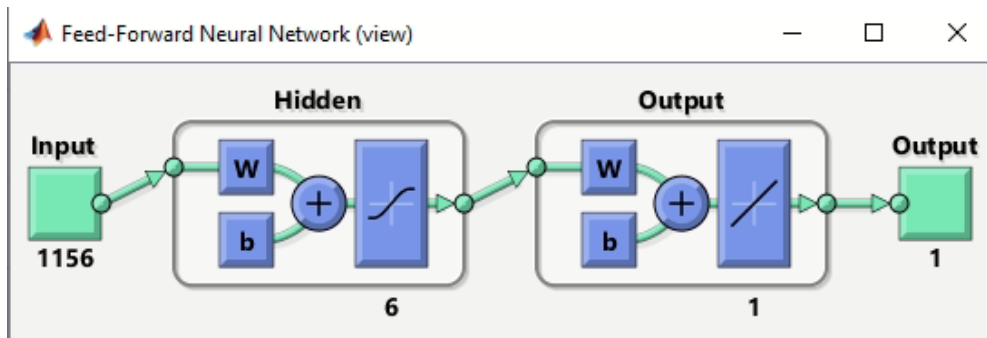 Feed-Forward Neural Network (view)
Hidden
Output
Input
W
b
W
b
Output
1156
6
1
1